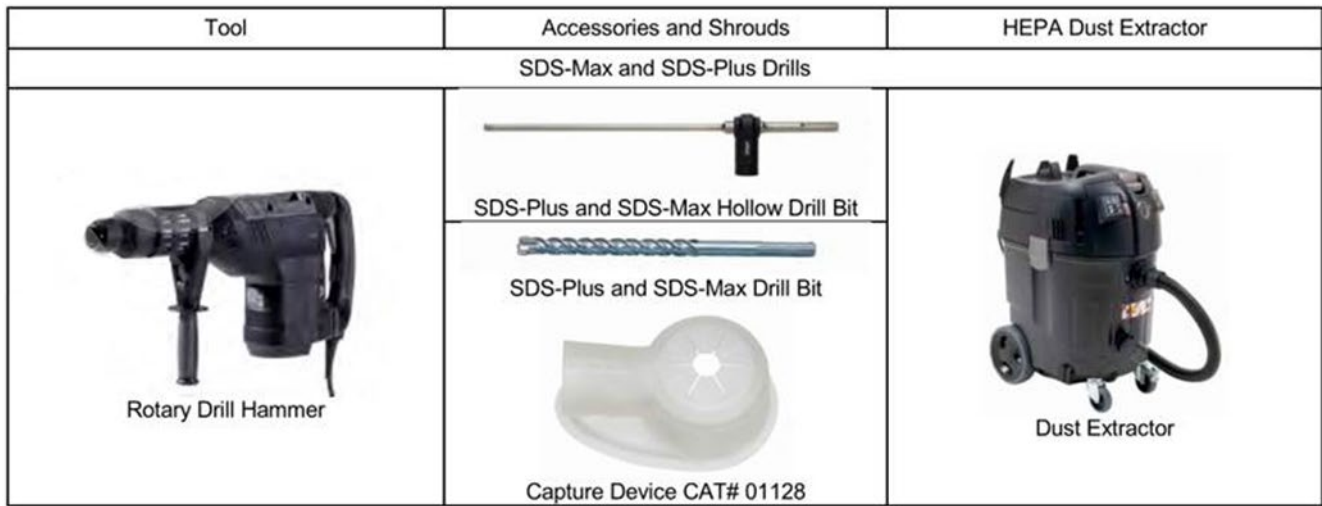 Tool
Accessories and Shrouds
HEPA Dust Extractor
SDS-Max and SDS-Plus Drills
SDS-Plus and SDS-Max Hollow Drill Bit
SDS-Plus and SDS-Max Drill Bit
Rotary Drill Hammer
Capture Device CAT# 01128
Dust Extractor